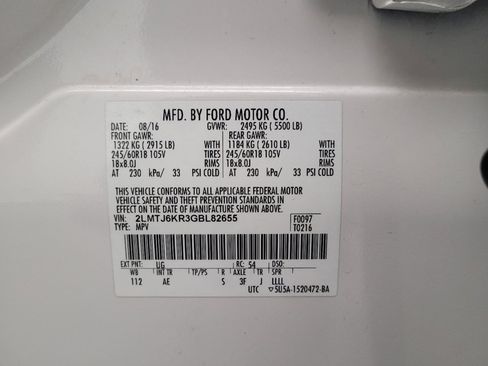 MFD. BY FORD MOTOR CO.
DATE: 08/16 GVWR: 2495 KG ( 5500 LB)
FRONT GAWR: REAR GAWR:
1322 KG ( 2915 LB) WITH 1184 KG ( 2610 LB) WITH
245/60R18 105V TIRES 245/60R18 105V TIRES
18x8.0J RIMS 18x8.0J RIMS
AT 230 kPa/ 33 PSI COLD AT 230 kPa/ 33 PSI COLD
THIS VEHICLE CONFORMS TO ALL APPLICABLE FEDERAL MOTOR
VEHICLE SAFETY AND THEFT PREVENTION STANDARDS IN
EFFECT ON THE DATE OF MANUFACTURE SHOWN ABOVE.
VIN: 2LMTJ6KR3GBL82655 F0097
TYPE: MPV T0216
EXT PNT: UG RC: 54 DSO:
WB INT TR TP/PS R AXLE TR SPR
112 AE S 3F J LLLL
UTC ▽5U5A-1520472-BA